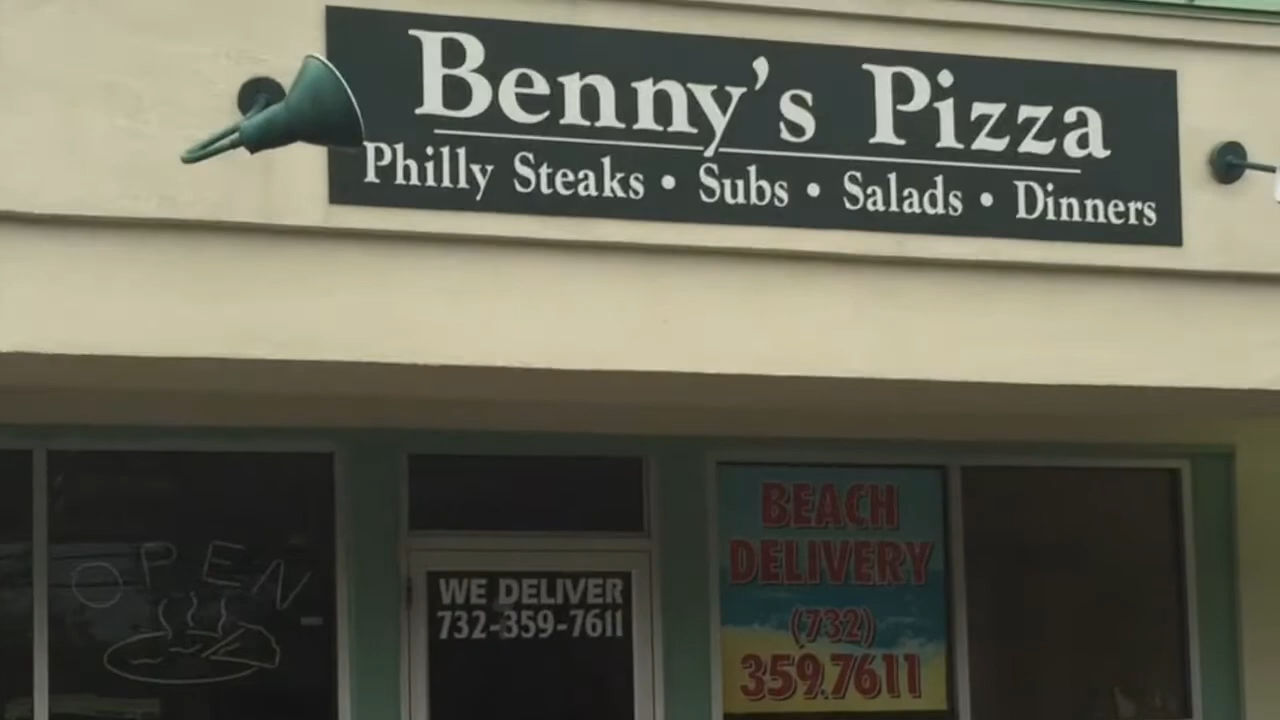 Benny's Pizza
Philly Steaks • Subs • Salads • Dinners
OPEN
WE DELIVER
732-359-7611
BEACH
DELIVERY
(732)
359.7611